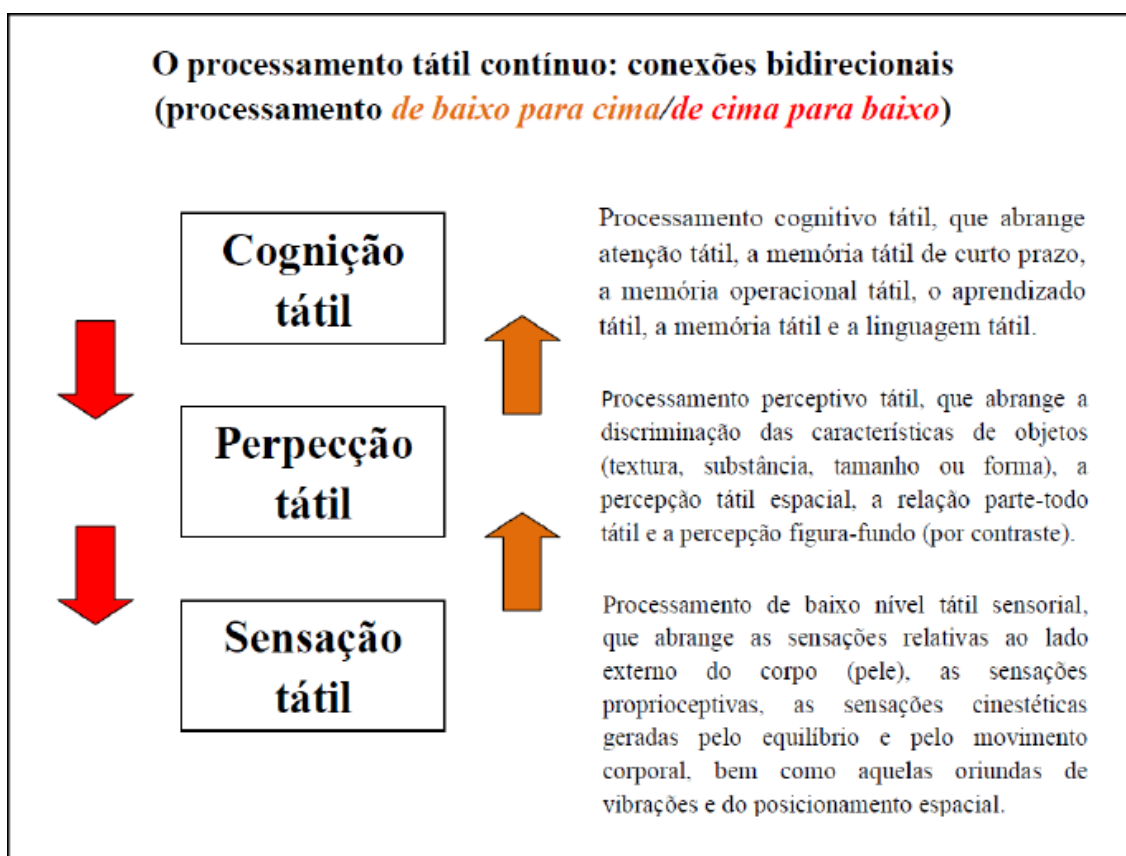 O processamento tátil contínuo: conexões bidirecionais
(processamento de baixo para cima/de cima para baixo)
Cognição
tátil
Processamento cognitivo tátil, que abrange
atenção tátil, a memória tátil de curto prazo,
a memória operacional tátil, o aprendizado
tátil, a memória tátil e a linguagem tátil.
Perpecção
tátil
Processamento perceptivo tátil, que abrange a
discriminação das características de objetos
(textura, substância, tamanho ou forma), a
percepção tátil espacial, a relação parte-todo
tátil e a percepção figura-fundo (por contraste).
Sensação
tátil
Processamento de baixo nível tátil sensorial,
que abrange as sensações relativas ao lado
externo do corpo (pele), as sensações
proprioceptivas, as sensações cinestéticas
geradas pelo equilíbrio e pelo movimento
corporal, bem como aquelas oriundas de
vibrações e do posicionamento espacial.